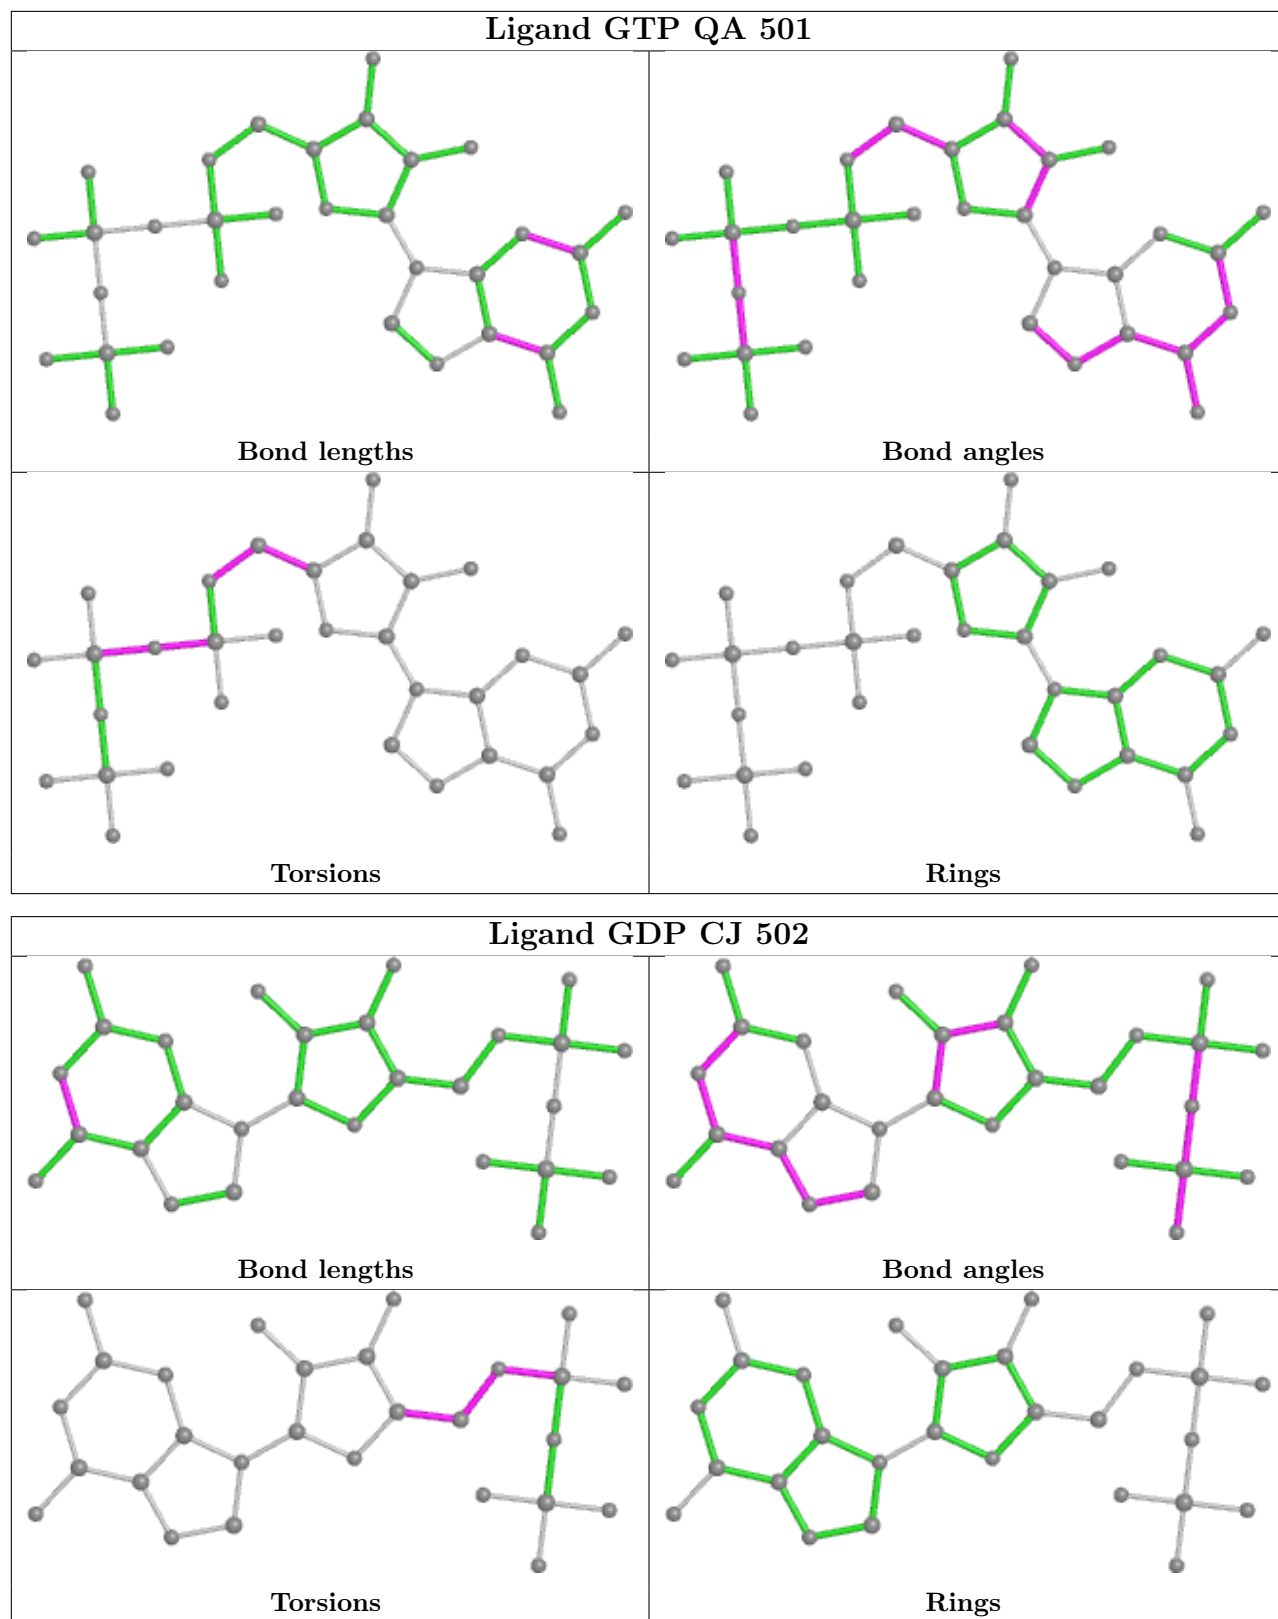 Ligand GTP QA 501
Bond lengths
Bond angles
Torsions
Rings
Ligand GDP CJ 502
Bond lengths
Bond angles
Torsions
Rings